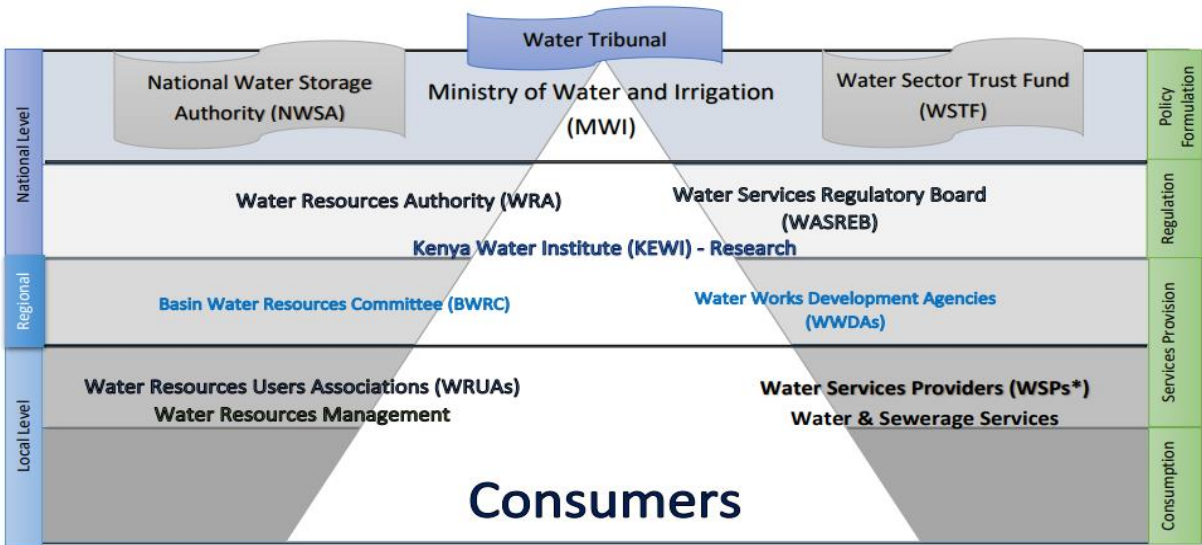 Water Tribunal
National Water Storage
Authority (NWSA)
Ministry of Water and Irrigation
(MWI)
Water Sector Trust Fund
(WSTF)
National Level
Policy
Formulation
Water Resources Authority (WRA)
Water Services Regulatory Board
(WASREB)
Regulation
Kenya Water Institute (KEWI) - Research
Regional
Basin Water Resources Committee (BWRC)
Water Works Development Agencies
(WWDAs)
Services Provision
Local Level
Water Resources Users Associations (WRUAs)
Water Resources Management
Water Services Providers (WSPs*)
Water & Sewerage Services
Consumption
Consumers